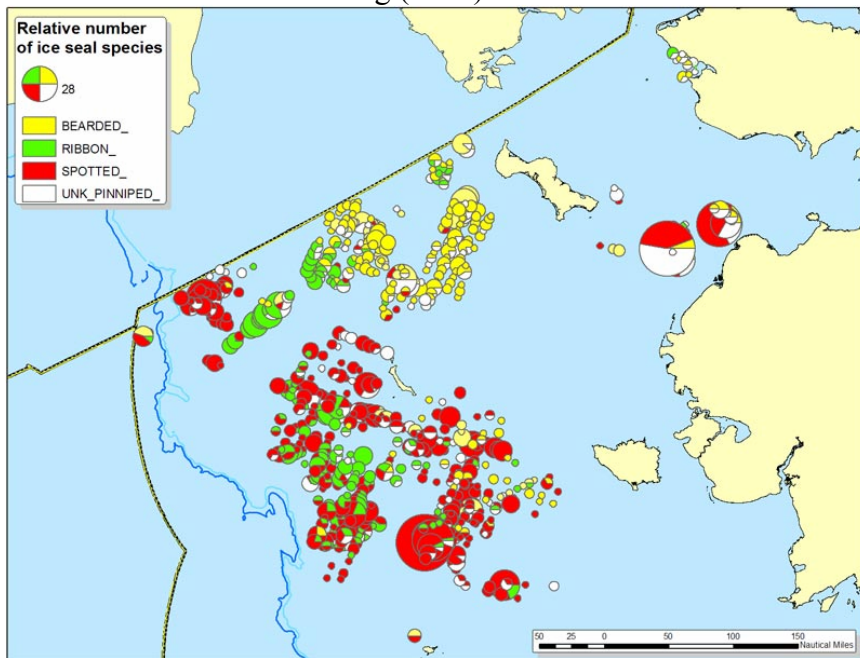 g (
Relative number
of ice seal species
28
BEARDED_
RIBBON_
SPOTTED_
UNK_PINNIPED_
50 25 0 50 100 150
Nautical Miles